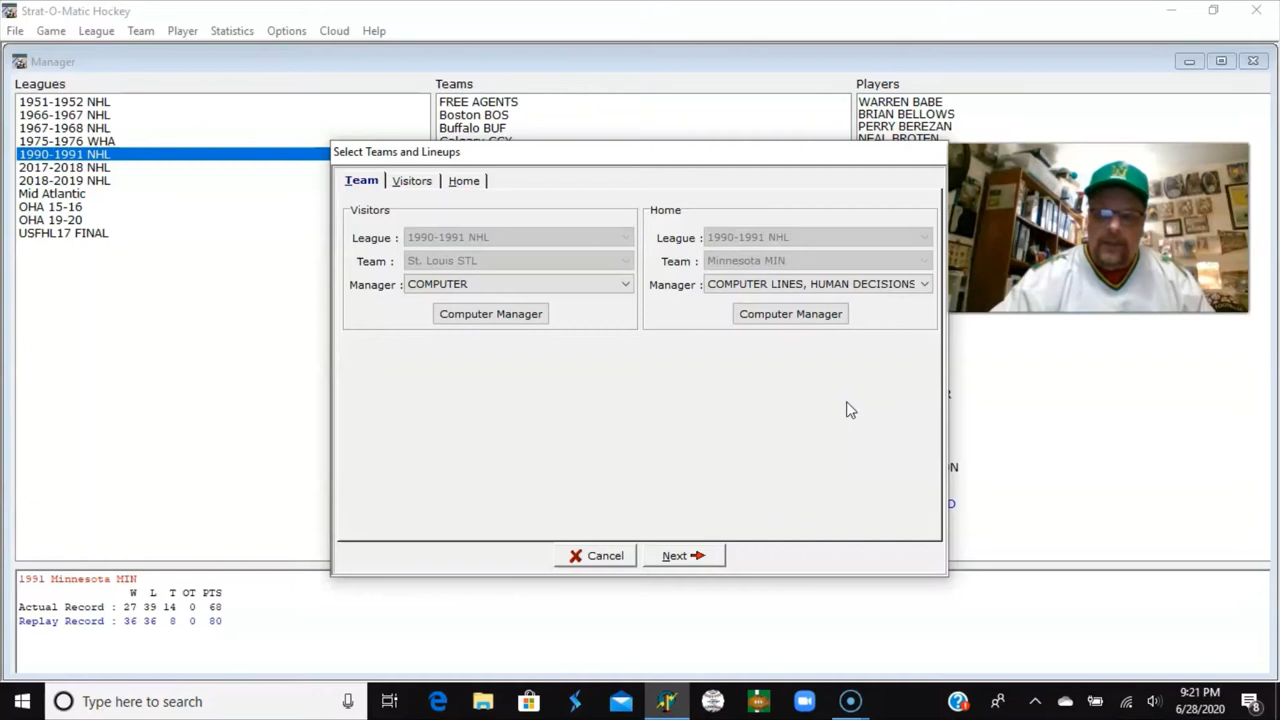 Strat-O-Matic Hockey
File Game League Team Player Statistics Options Cloud Help
Manager
Leagues
1951-1952 NHL
1966-1967 NHL
1967-1968 NHL
1975-1976 WHA
1990-1991 NHL
2017-2018 NHL
2018-2019 NHL
Mid Atlantic
OHA 15-16
OHA 19-20
USFHL17 FINAL
Teams
FREE AGENTS
Boston BOS
Buffalo BUF
Players
WARREN BABE
BRIAN BELLOWS
PERRY BEREZAN
NEAL BROTEN
Select Teams and Lineups
Team Visitors Home
Visitors
League : 1990-1991 NHL
Team : St. Louis STL
Manager : COMPUTER
Computer Manager
Home
League : 1990-1991 NHL
Team : Minnesota MIN
Manager : COMPUTER LINES, HUMAN DECISIONS
Computer Manager
Cancel Next
1991 Minnesota MIN
W L T OT PTS
Actual Record : 27 39 14 0 68
Replay Record : 36 36 8 0 80
Type here to search
9:21 PM
6/28/2020
8